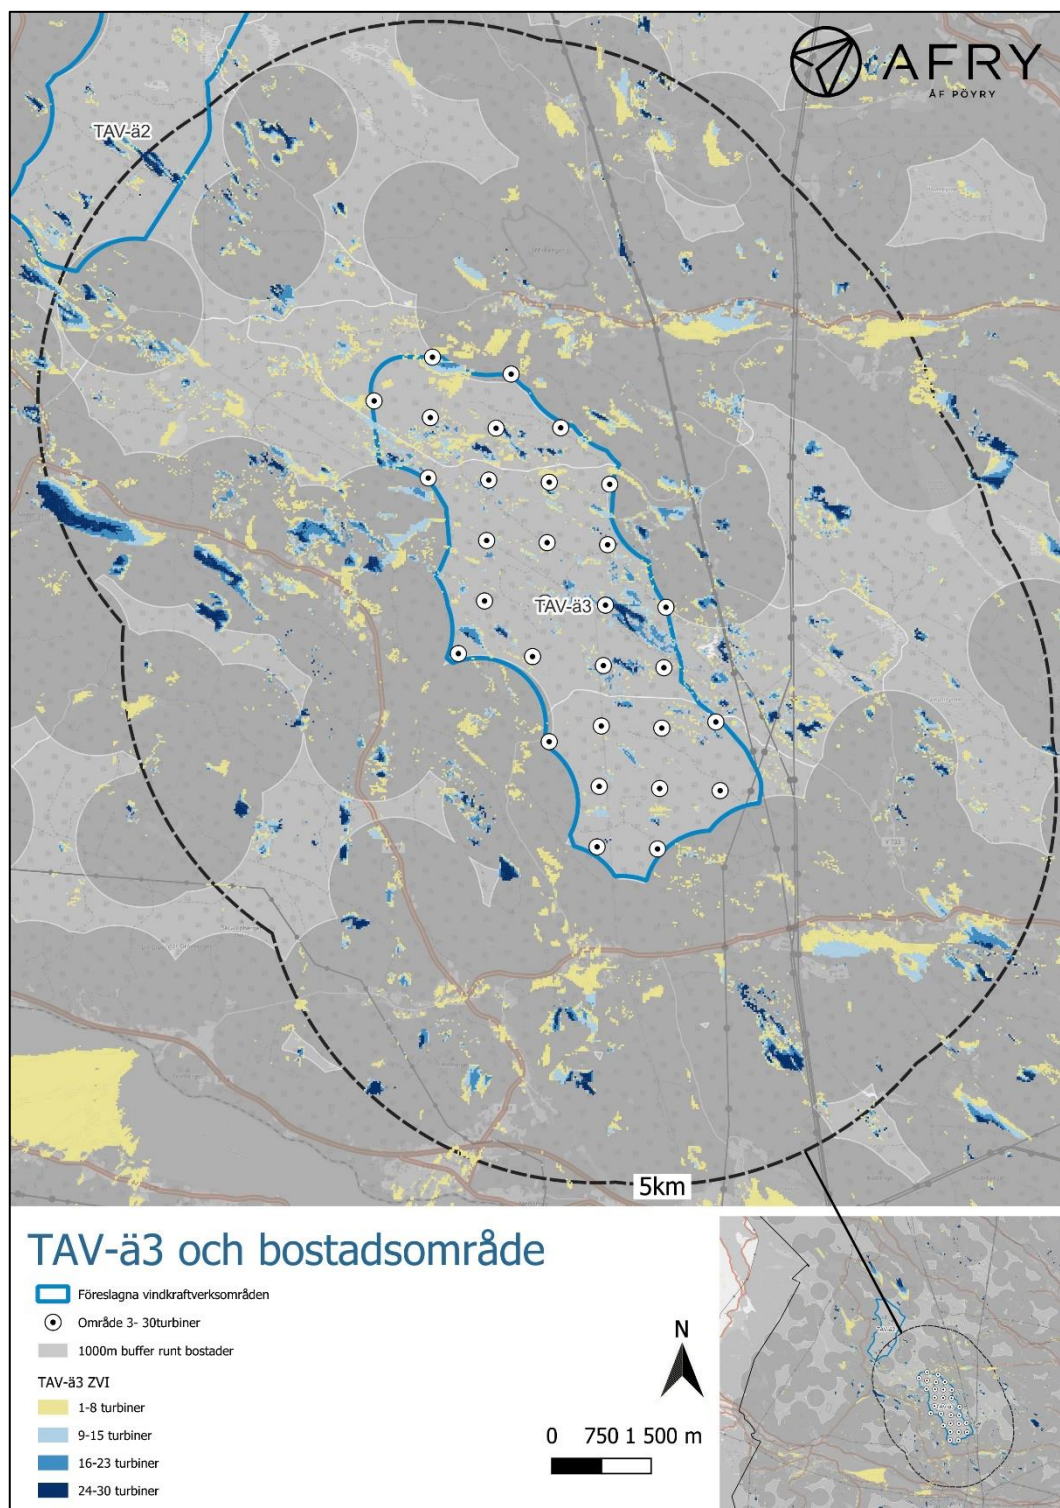 AFRY
ÅF PÖYRY
TAV-ä2
TAV-ä3
5km
TAV-ä3 och bostadsområde
Föreslagna vindkraftverksområden
Område 3- 30turbiner
1000m buffer runt bostader
TAV-ä3 ZVI
1-8 turbiner
9-15 turbiner
16-23 turbiner
24-30 turbiner
N
0 750 1 500 m